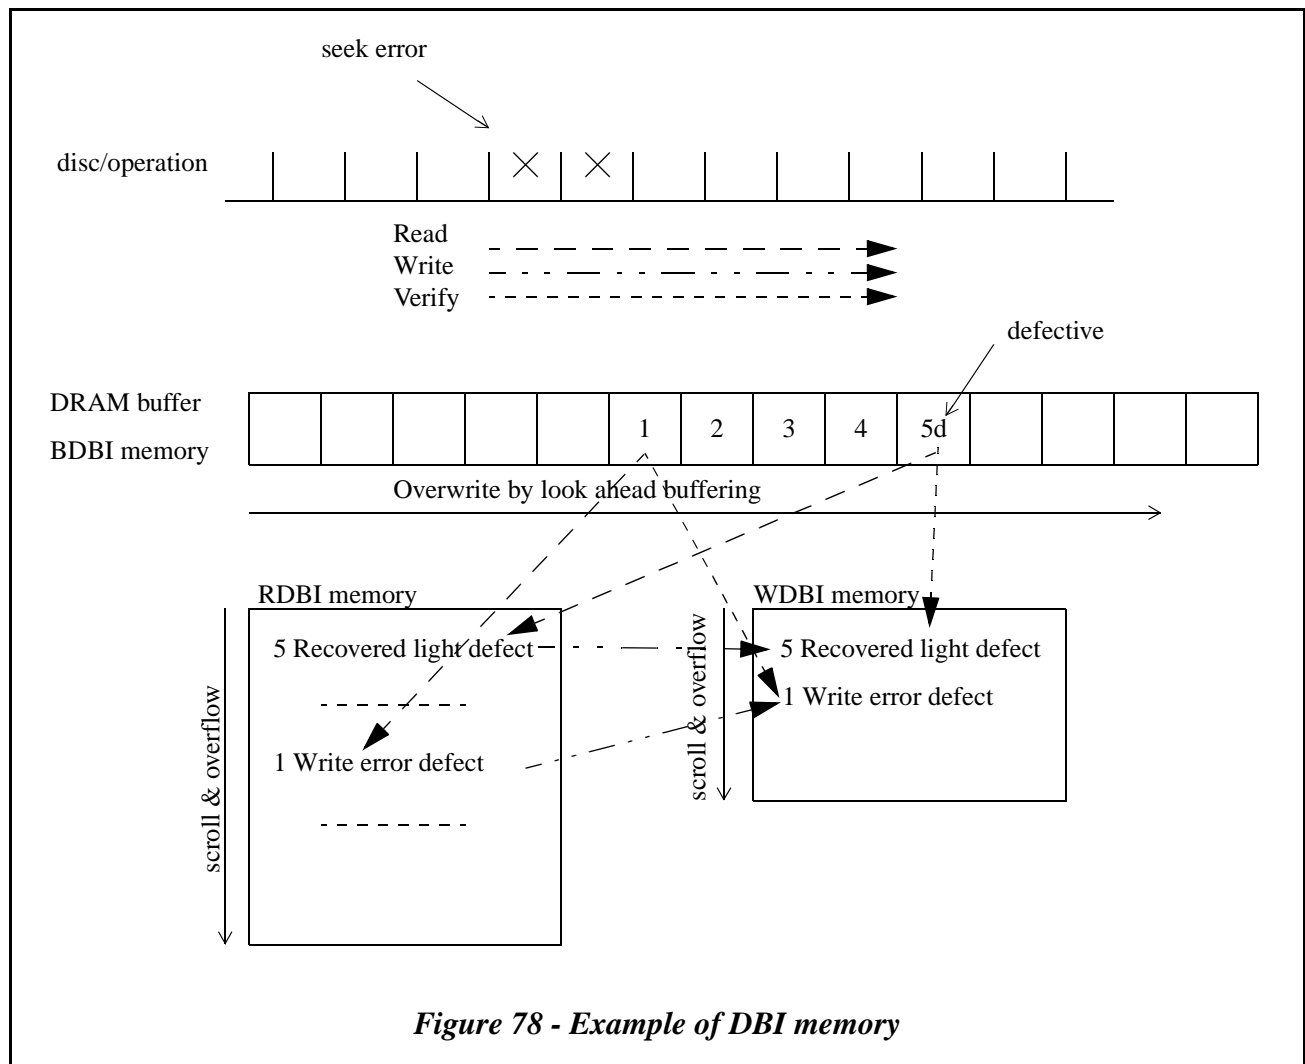 seek error
disc/operation
Read
Write
Verify
defective
DRAM buffer
BDBI memory
1 2 3 4 5d
Overwrite by look ahead buffering
RDBI memory
WDBI memory
5 Recovered light defect
5 Recovered light defect
1 Write error defect
1 Write error defect
scroll & overflow
scroll & overflow
Figure 78 - Example of DBI memory